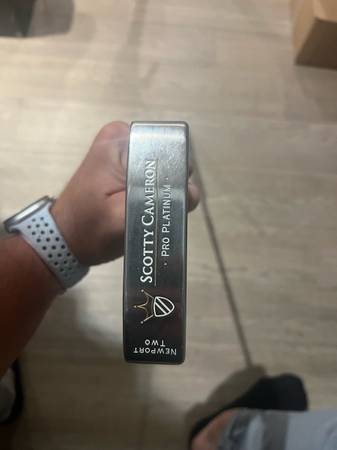 SCOTTY CAMERON
· PRO PLATINUM ·
NEWPORT
TWO